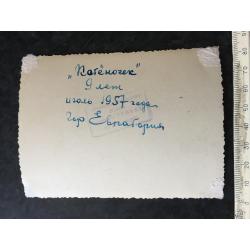 „Котёночек"
9 лет
июль 1957 года
гор Евпатория